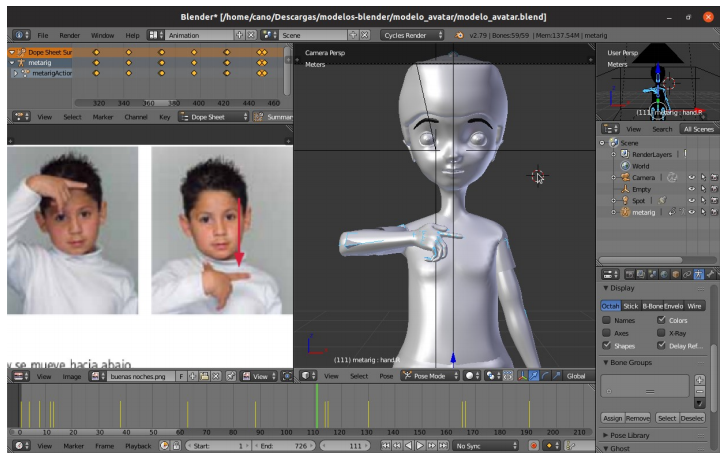 Blender* [/home/cano/Descargas/modelos-blender/modelo_avatar/modelo_avatar.blend]
File Render Window Help Animation Scene Cycles Render v2.79 | Bones:59/59 | Mem:137.54M | metarig
Dope Sheet Sur
metarig
metarigAction
320 340 360 380 400 420 440 460
View Select Marker Channel Key Dope Sheet Summar
Camera Persp
Meters
(111) metarig : hand.R
User Persp
Meters
(111) metarig : hand.R
View Search All Scenes
Scene
RenderLayers
World
Camera
Empty
Spot
metarig
Display
Octah Stick B-Bone Envelo Wire
Names Colors
Axes X-Ray
Shapes Delay Ref...
Bone Groups
Assign Remove Select Deselec
Pose Library
Ghost
y se mueve hacia abajo
View Image buenas noches.png F View
View Select Pose Pose Mode Global
0 10 20 30 40 50 60 70 80 90 100 110 120 130 140 150 160 170 180 190 200 210
View Marker Frame Playback Start: 1 End: 726 111 No Sync